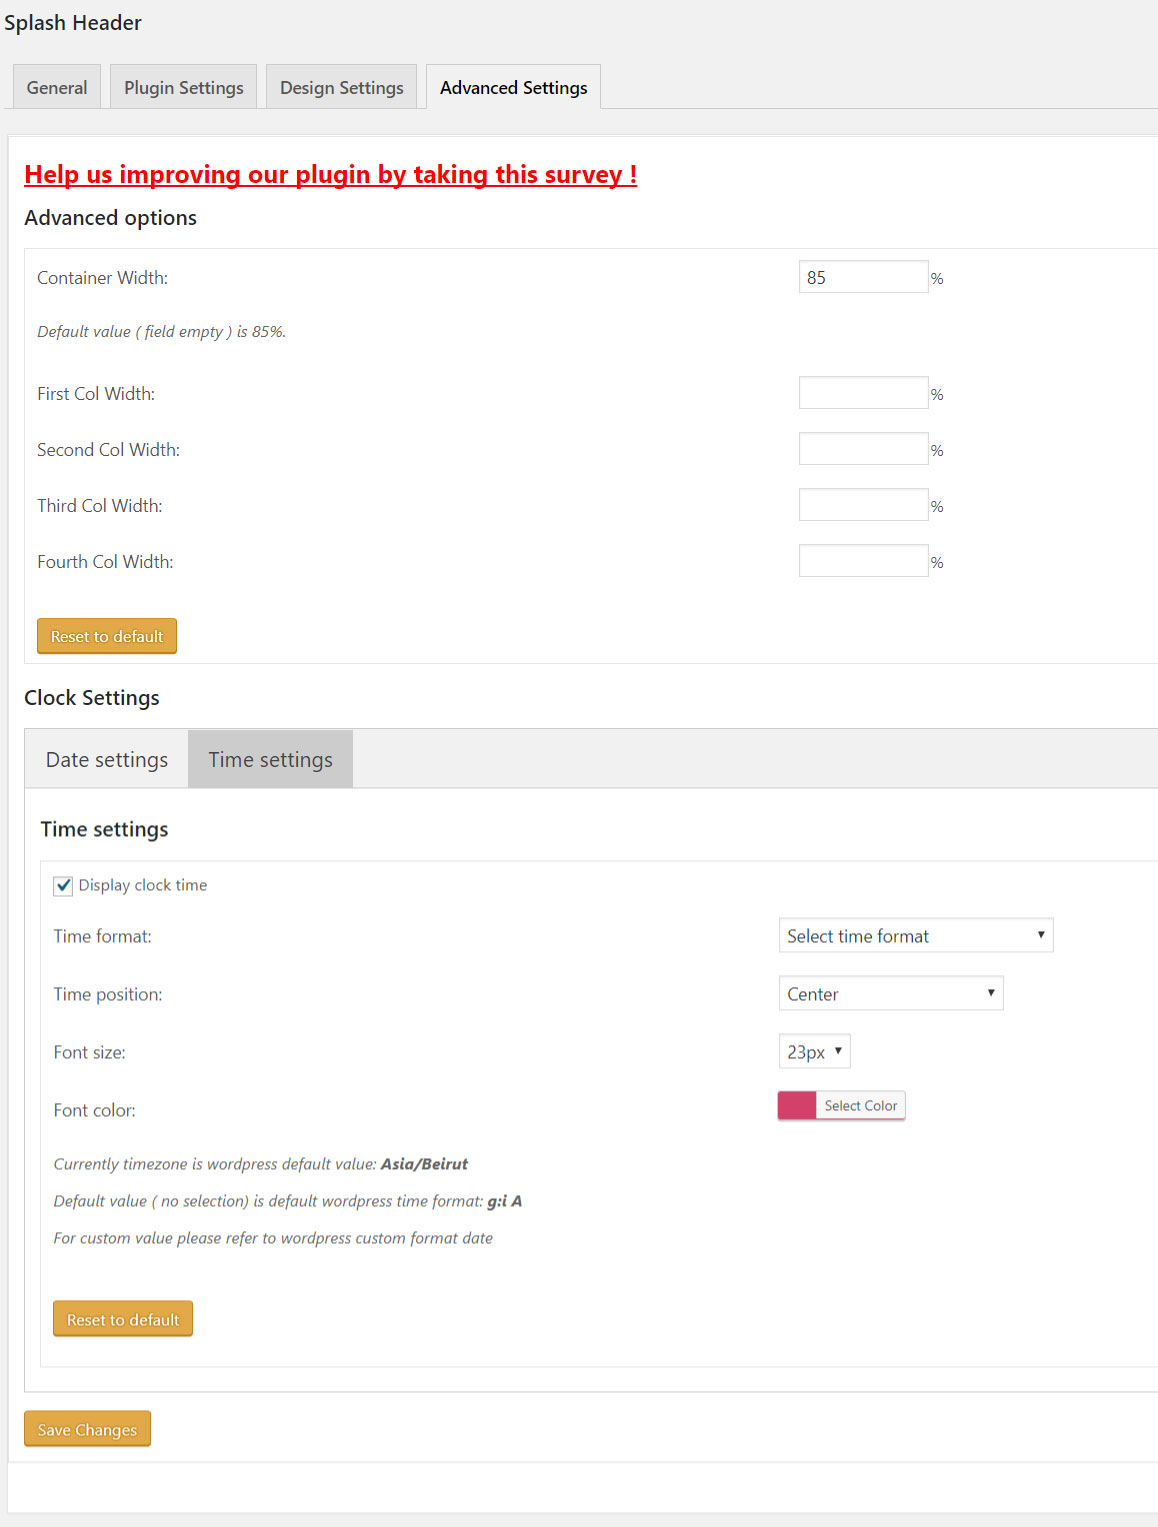 Splash Header
General Plugin Settings Design Settings Advanced Settings
Help us improving our plugin by taking this survey !
Advanced options
Container Width: 85 %
Default value ( field empty ) is 85%.
First Col Width: %
Second Col Width: %
Third Col Width: %
Fourth Col Width: %
Reset to default
Clock Settings
Date settings Time settings
Time settings
Display clock time
Time format: Select time format
Time position: Center
Font size: 23px
Font color: Select Color
Currently timezone is wordpress default value: Asia/Beirut
Default value ( no selection) is default wordpress time format: g:i A
For custom value please refer to wordpress custom format date
Reset to default
Save Changes